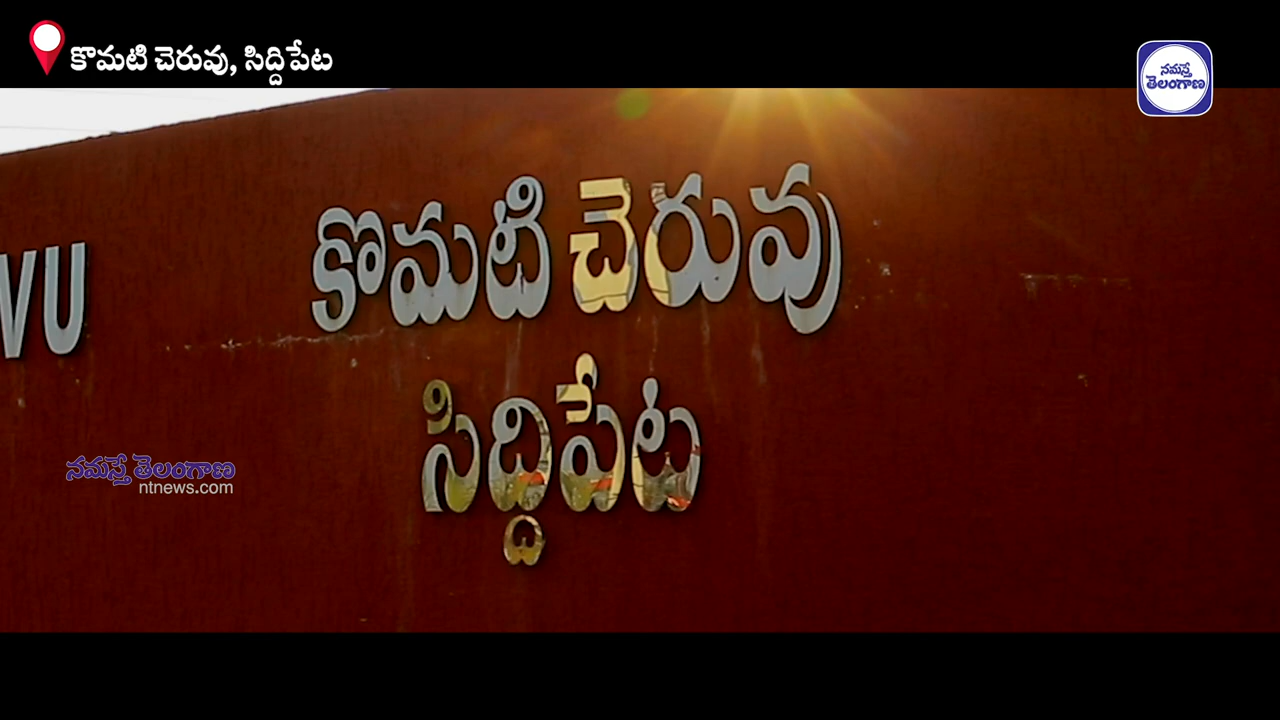 కొమటి చెరువు, సిద్దిపేట
నమస్తే
తెలంగాణ
VU
కొమటి చెరువు
సిద్దిపేట
నమస్తే తెలంగాణ
ntnews.com